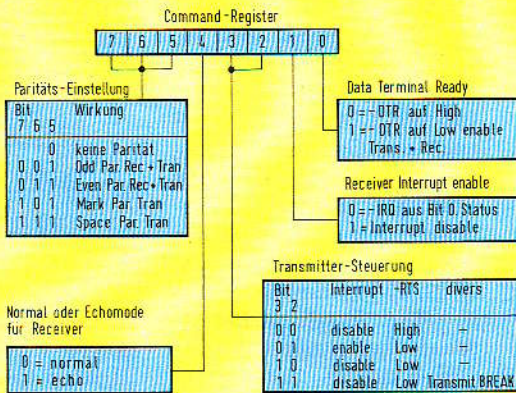 Command-Register
7 6 5 4 3 2 1 0
Paritäts-Einstellung
Bit Wirkung
7 6 5
0 keine Parität
0 0 1 Odd Par. Rec + Tran
0 1 1 Even Par. Rec + Tran
1 0 1 Mark Par. Tran
1 1 1 Space Par. Tran
Data Terminal Ready
0 = -DTR auf High
1 = -DTR auf Low enable
Trans. + Rec.
Receiver Interrupt enable
0 = -IRQ aus Bit 0. Status
1 = Interrupt disable
Transmitter-Steuerung
Bit Interrupt -RTS divers
3 2
0 0 disable High –
0 1 enable Low –
1 0 disable Low –
1 1 disable Low Transmit BREAK
Normal oder Echomode
für Receiver
0 = normal
1 = echo